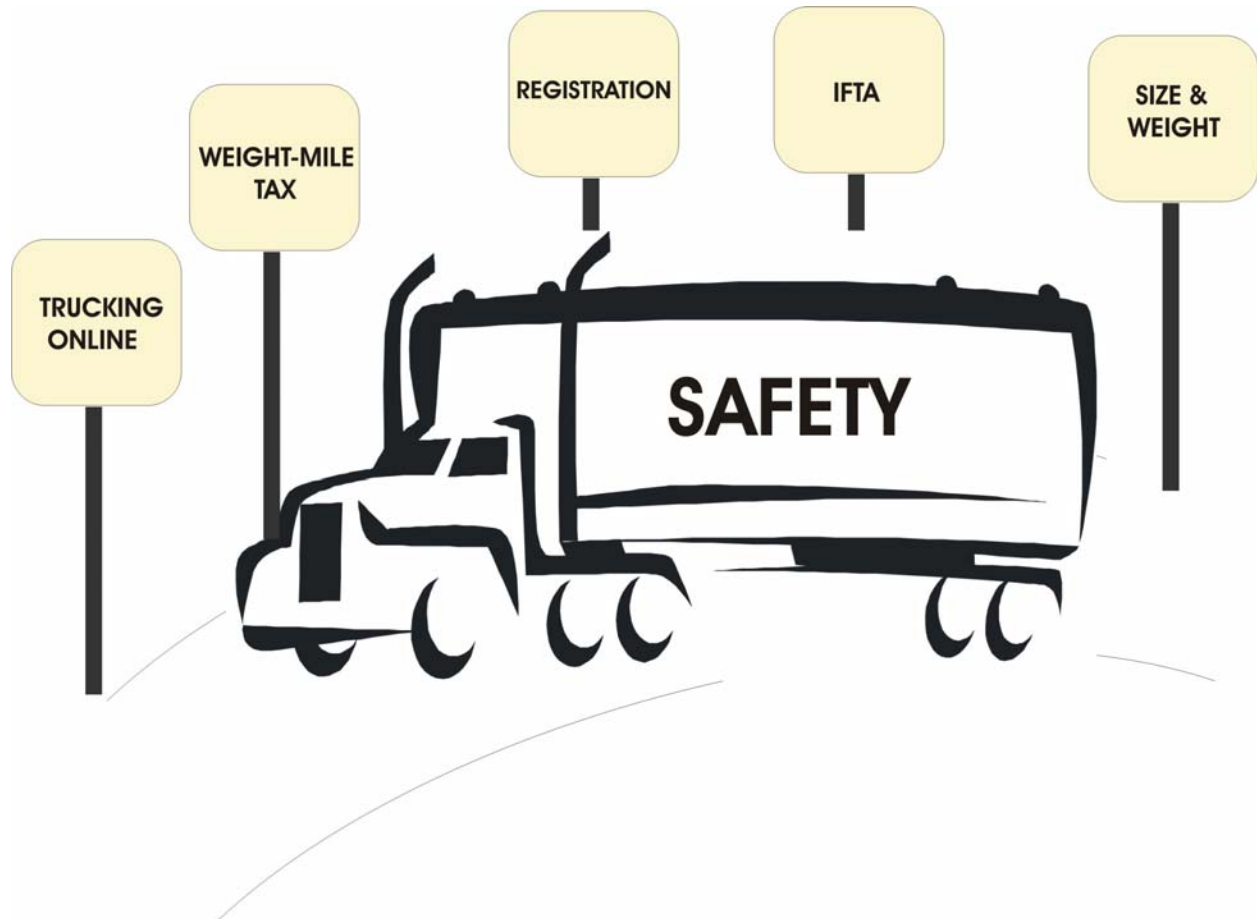 TRUCKING
ONLINE
WEIGHT-MILE
TAX
REGISTRATION
IFTA
SIZE &
WEIGHT
SAFETY